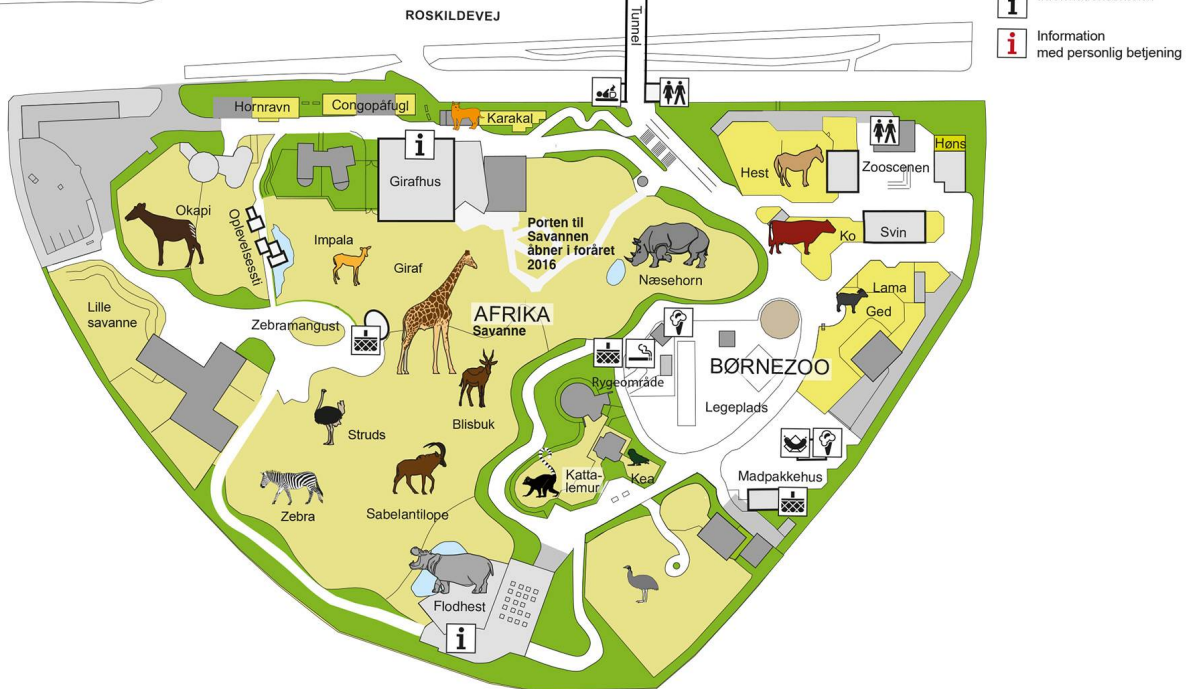 ROSKILDEVEJ
Tunnel
Information
med personlig betjening
Hornravn
Congopåfugl
Karakal
Girafhus
Høns
Zooscenen
Hest
Okapi
Oplevelsessti
Impala
Giraf
Porten til
Savannen
åbner i foråret
2016
Næsehorn
Ko
Svin
Lama
Ged
Lille
savanne
Zebramangust
AFRIKA
Savanne
Rygeområde
BØRNEZOO
Legeplads
Struds
Blisbuk
Zebra
Sabelantilope
Katta-
lemur
Kea
Madpakkehus
Flodhest